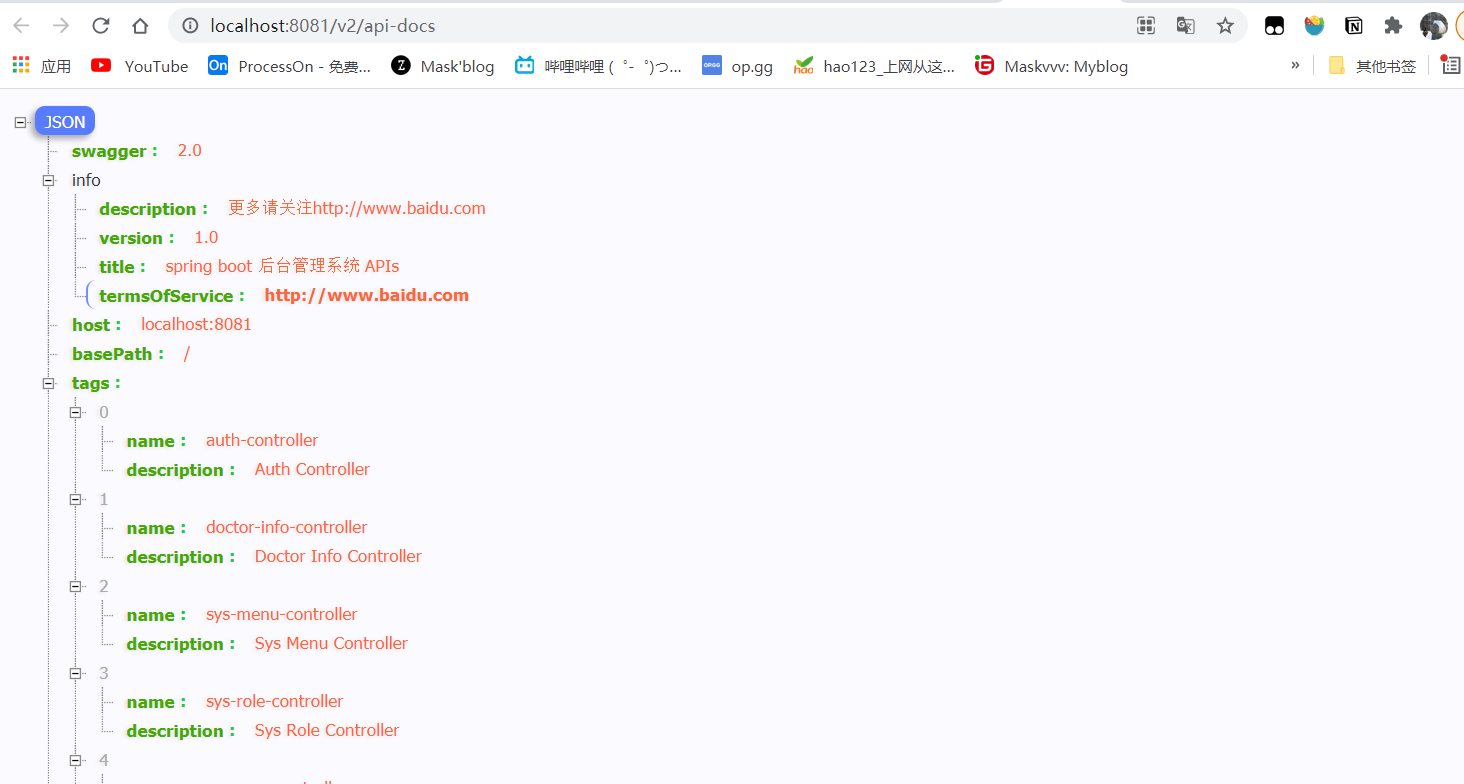 localhost:8081/v2/api-docs
应用 YouTube On ProcessOn - 免费... Z Mask'blog 哔哩哔哩 (゜-゜)つ... OPGG op.gg hao hao123_上网从这... G Maskvvv: Myblog » 其他书签
JSON
swagger : 2.0
info
description : 更多请关注http://www.baidu.com
version : 1.0
title : spring boot 后台管理系统 APIs
termsOfService : http://www.baidu.com
host : localhost:8081
basePath : /
tags :
0
name : auth-controller
description : Auth Controller
1
name : doctor-info-controller
description : Doctor Info Controller
2
name : sys-menu-controller
description : Sys Menu Controller
3
name : sys-role-controller
description : Sys Role Controller
4